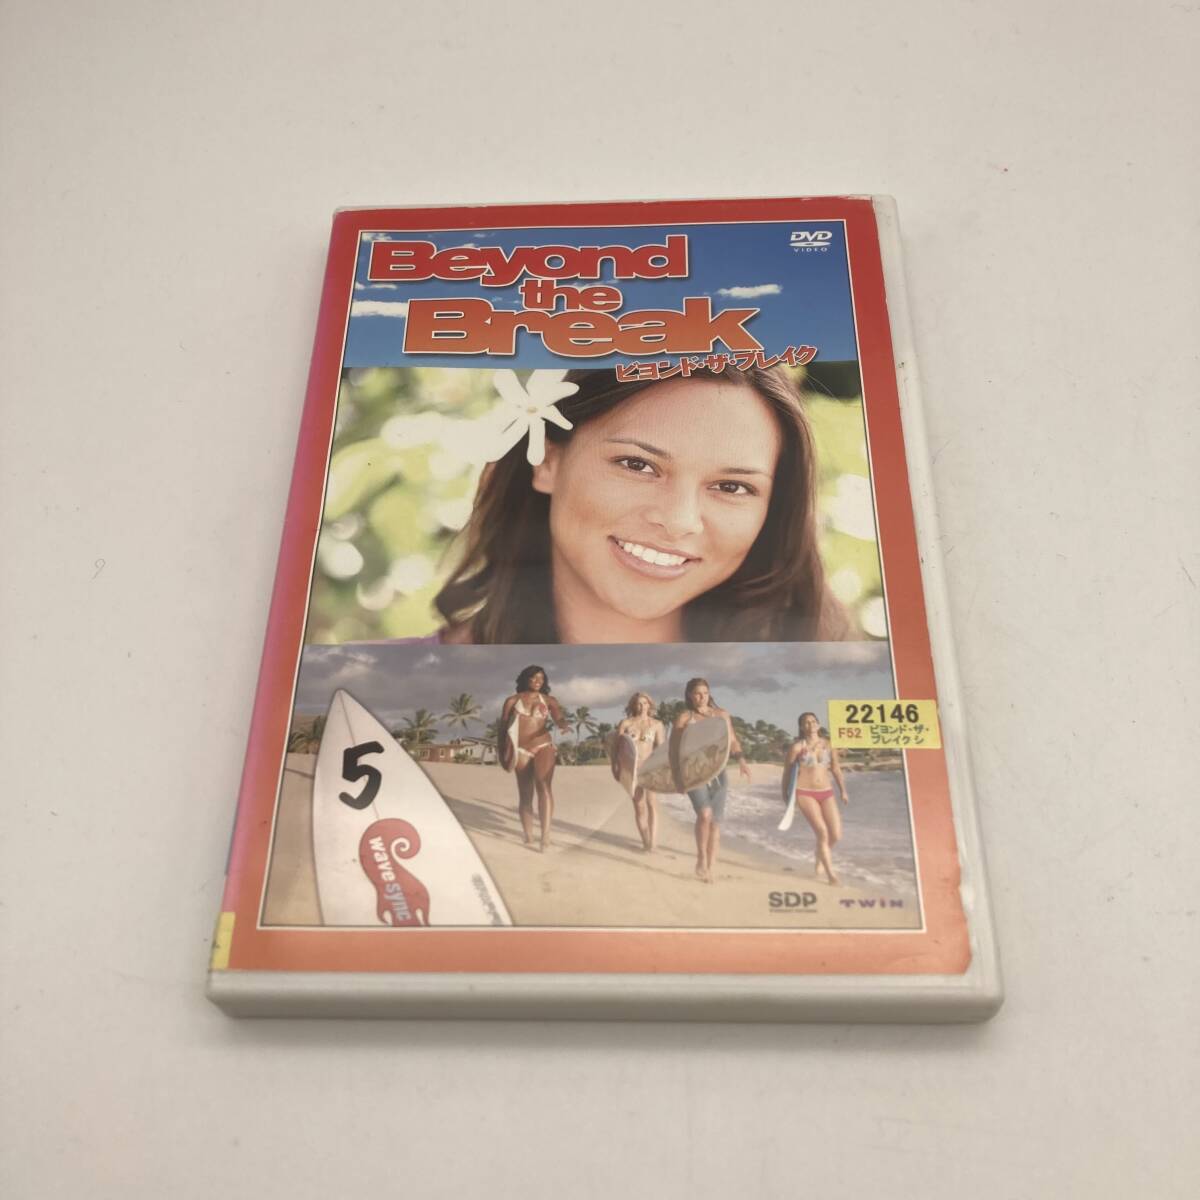 Beyond
the
Break
ビヨンド・ザ・ブレイク
DVD
VIDEO
22146
F52 ビヨンド・ザ・
ブレイク シ
5
wave sync
SDP
TWIN